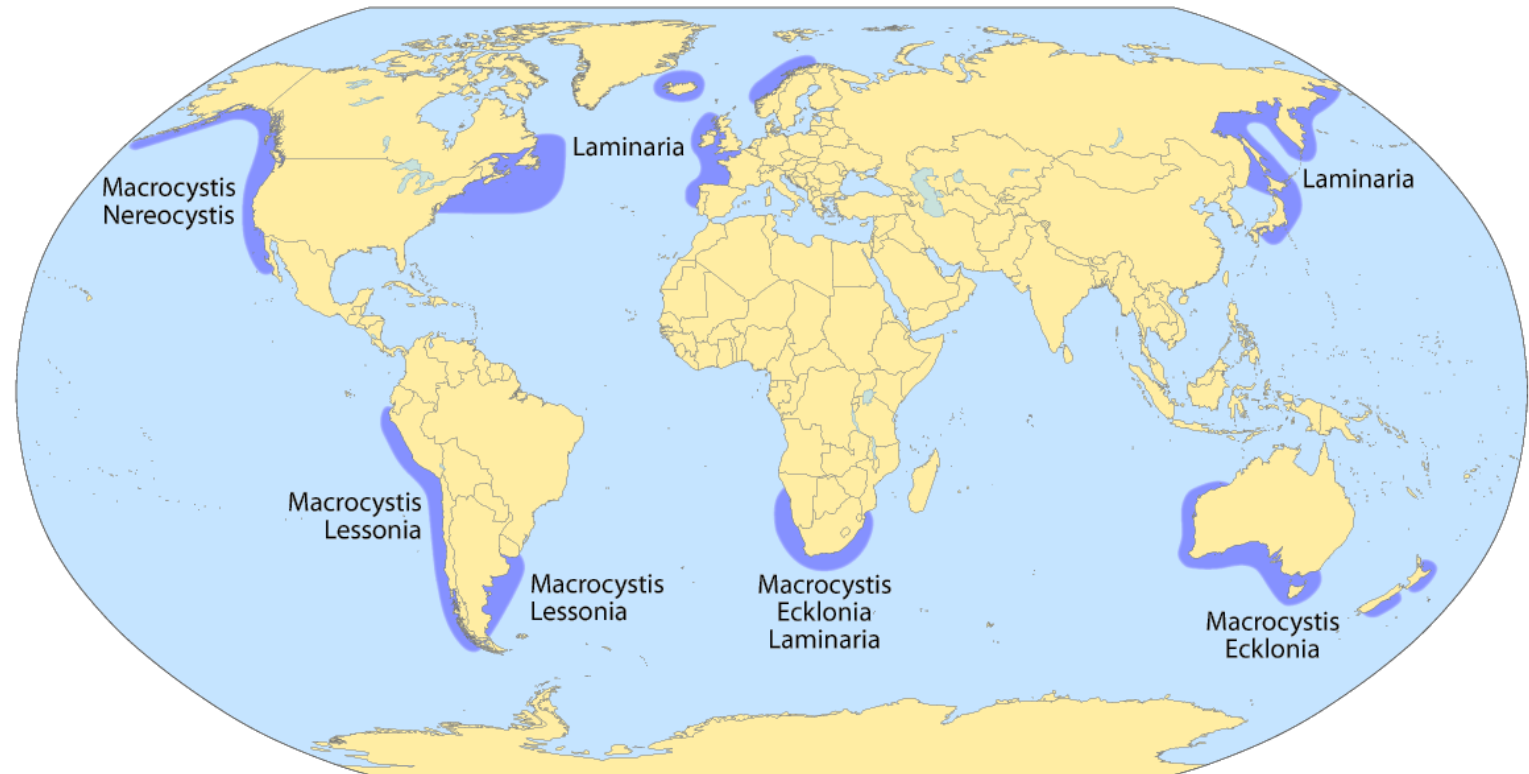 Laminaria
Macrocystis
Nereocystis
Laminaria
Macrocystis
Lessonia
Macrocystis
Lessonia
Macrocystis
Ecklonia
Laminaria
Macrocystis
Ecklonia